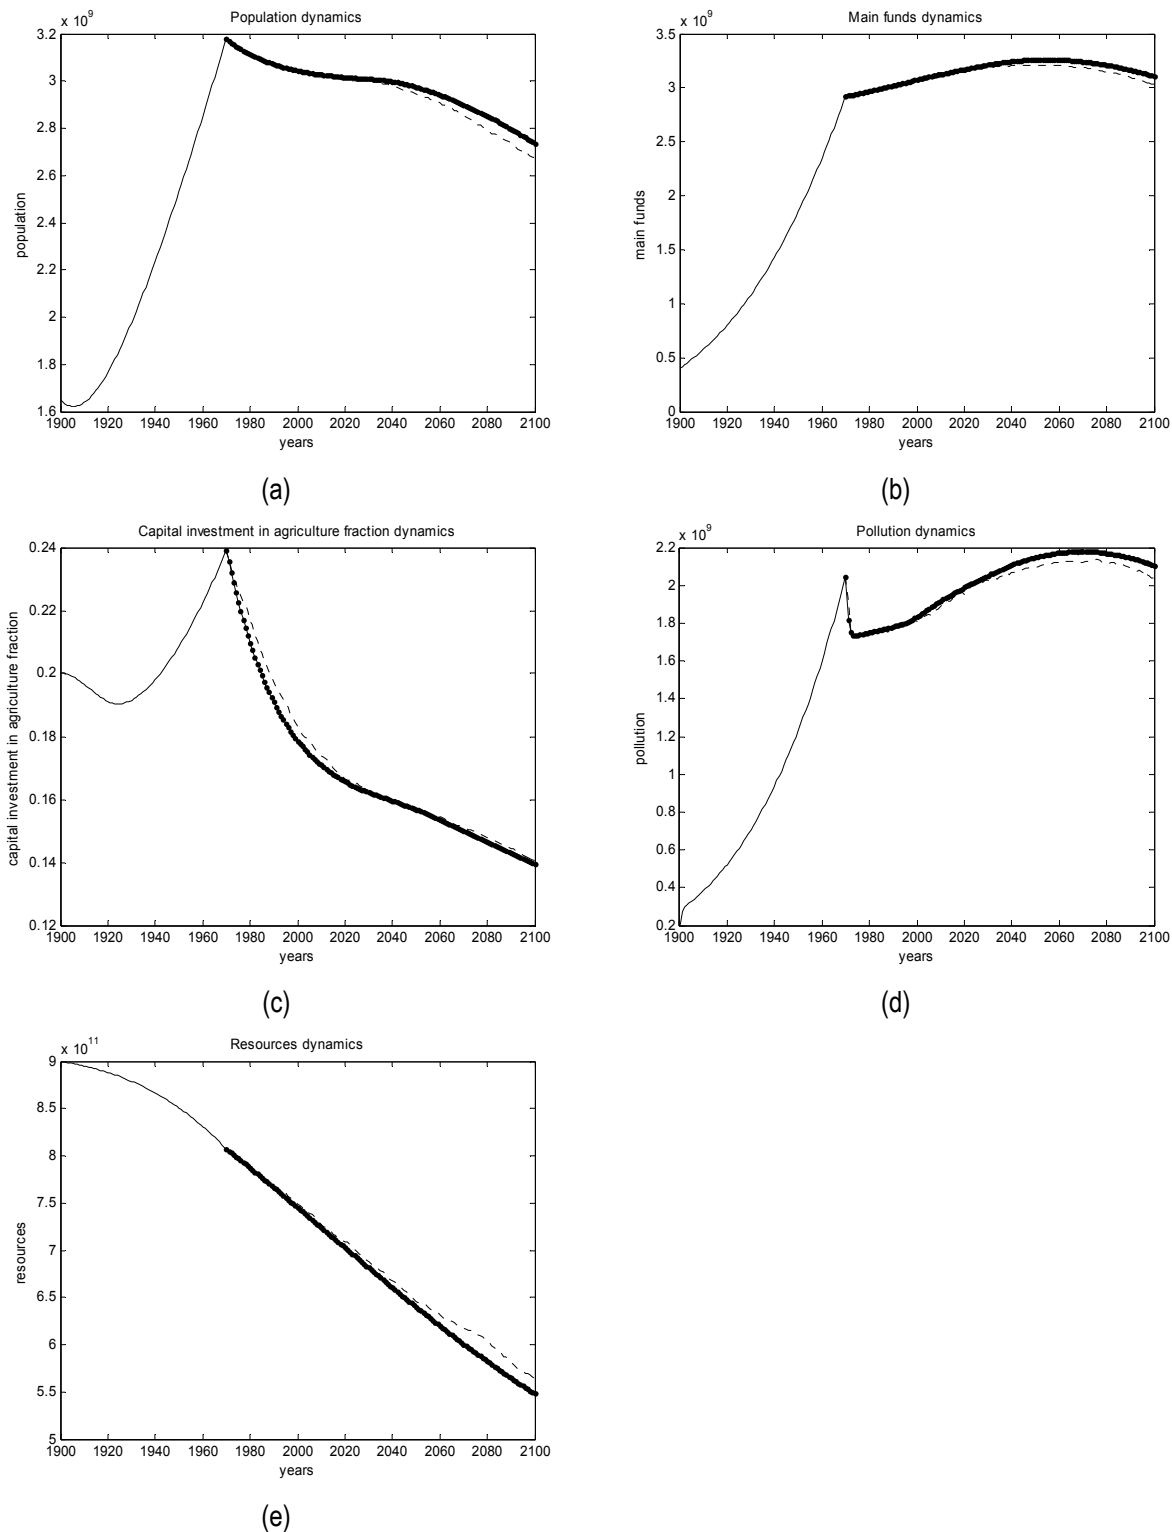 Population dynamics
x 10^9
3.2
3
2.8
2.6
2.4
2.2
2
1.8
1.6
population
1900 1920 1940 1960 1980 2000 2020 2040 2060 2080 2100
years
(a)
Main funds dynamics
x 10^9
3.5
3
3.5
3
2
1.5
1
0.5
0
main funds
1900 1920 1940 1960 1980 2000 2020 2040 2060 2080 2100
years
(b)
Capital investment in agriculture fraction dynamics
0.24
0.22
0.2
0.18
0.16
0.14
0.12
capital investment in agriculture fraction
1900 1920 1940 1960 1980 2000 2020 2040 2060 2080 2100
years
(c)
Pollution dynamics
x 10^9
2.2
2
1.8
1.6
1.4
1.2
1
0.8
0.6
0.4
0.2
pollution
1900 1920 1940 1960 1980 2000 2020 2040 2060 2080 2100
years
(d)
Resources dynamics
x 10^11
9
8.5
8
7.5
7
6.5
6
5.5
5
resources
1900 1920 1940 1960 1980 2000 2020 2040 2060 2080 2100
years
(e)